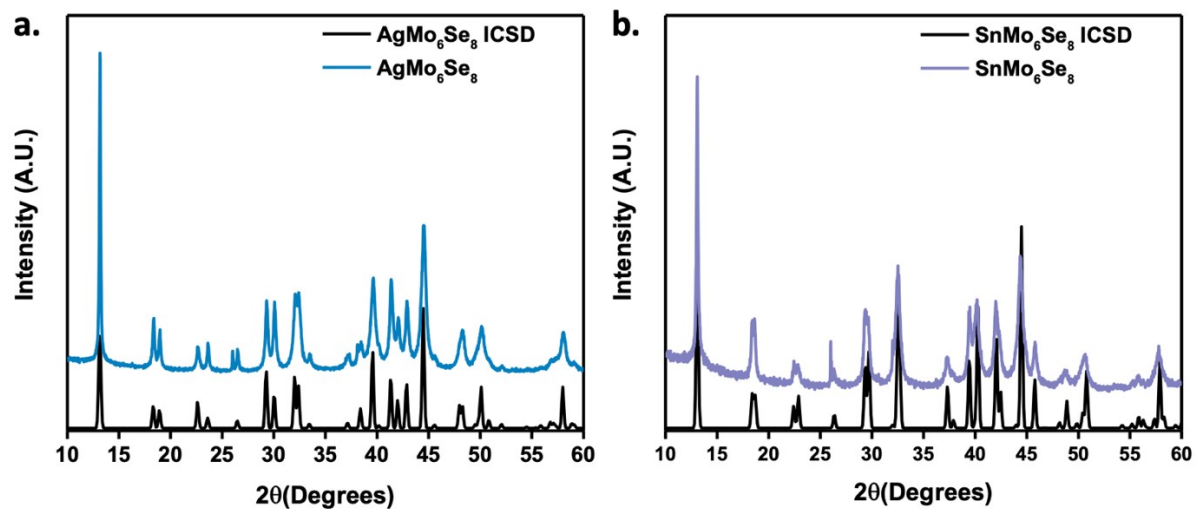 a.
Intensity (A.U.)
AgMo₆Se₈ ICSD
AgMo₆Se₈
10 15 20 25 30 35 40 45 50 55 60
2θ(Degrees)
b.
Intensity (A.U.)
SnMo₆Se₈ ICSD
SnMo₆Se₈
10 15 20 25 30 35 40 45 50 55 60
2θ(Degrees)